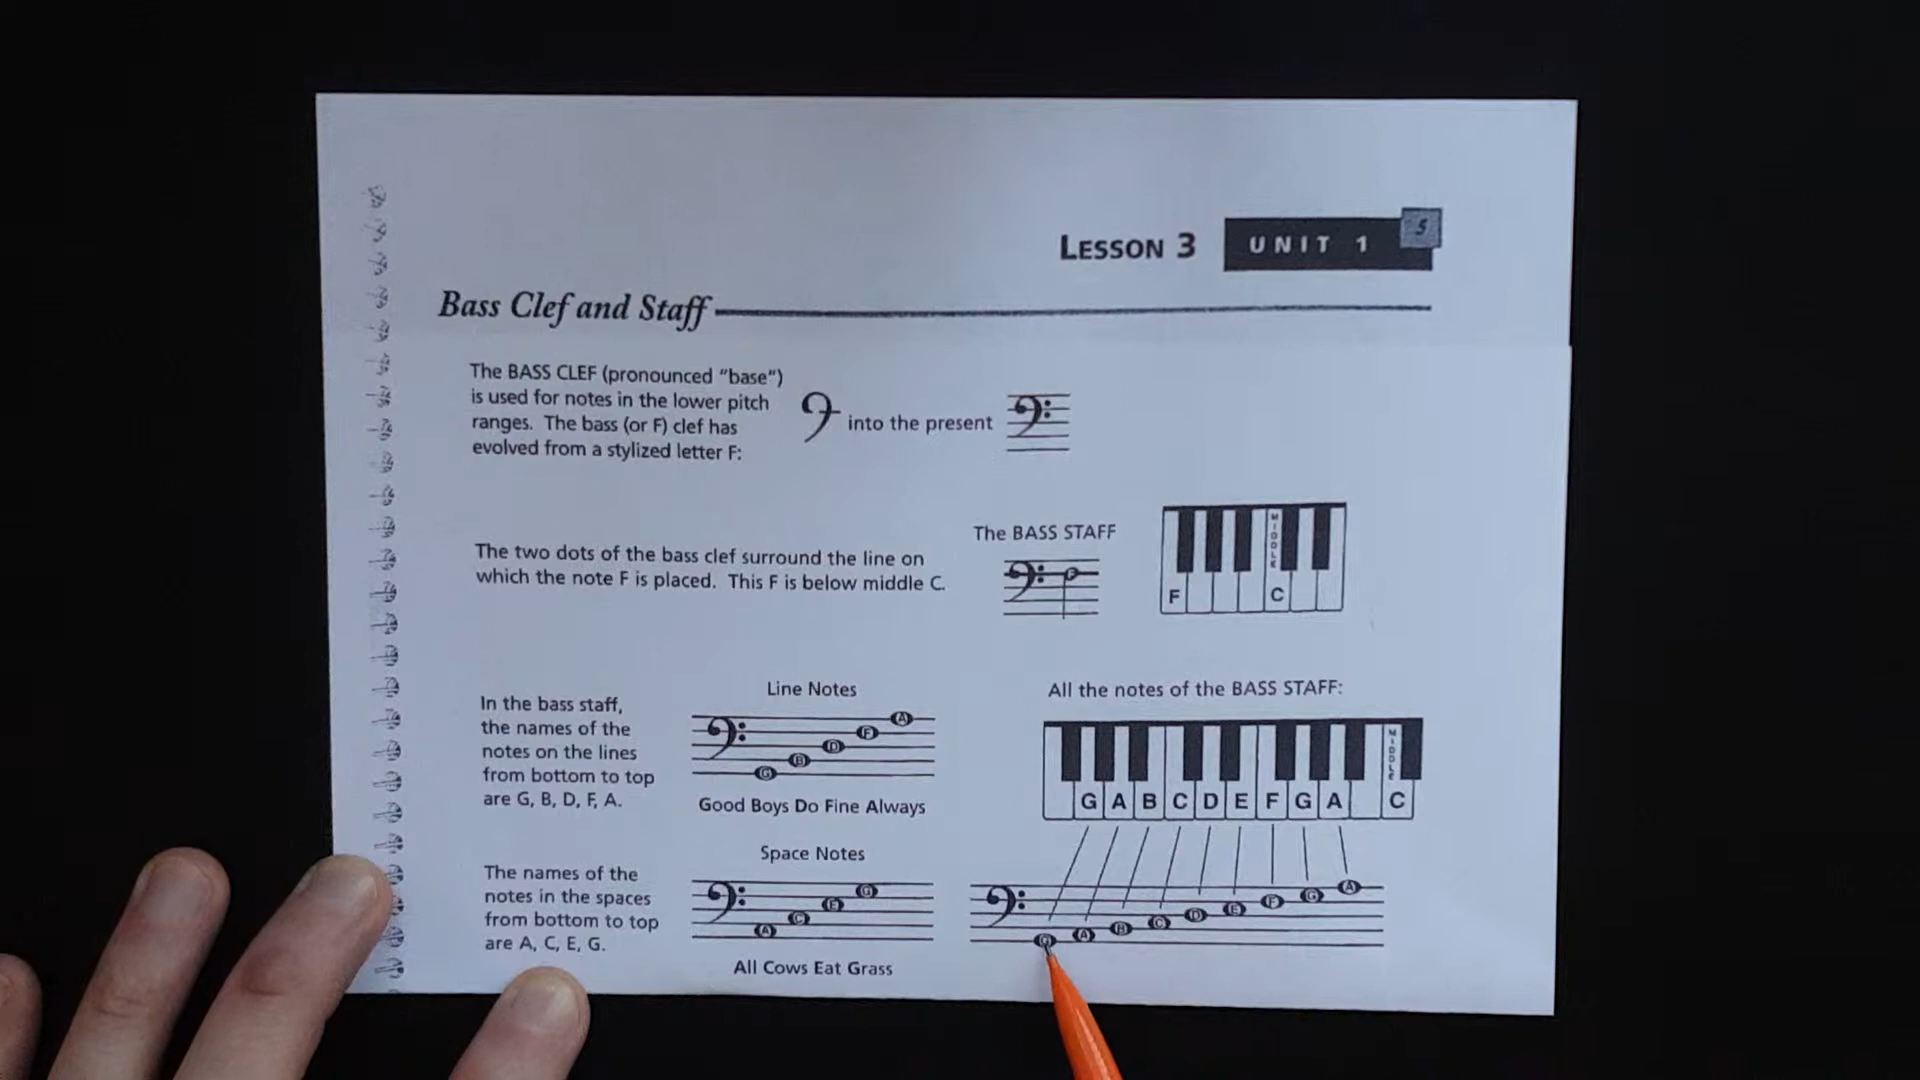 LESSON 3 UNIT 1 5
Bass Clef and Staff
The BASS CLEF (pronounced "base")
is used for notes in the lower pitch
ranges. The bass (or F) clef has
evolved from a stylized letter F:
into the present
The two dots of the bass clef surround the line on
which the note F is placed. This F is below middle C.
The BASS STAFF
F
MIDDLE
F C
In the bass staff,
the names of the
notes on the lines
from bottom to top
are G, B, D, F, A.
Line Notes
G B D F A
Good Boys Do Fine Always
The names of the
notes in the spaces
from bottom to top
are A, C, E, G.
Space Notes
A C E G
All Cows Eat Grass
All the notes of the BASS STAFF:
MIDDLE
G A B C D E F G A C
G A B C D E F G A